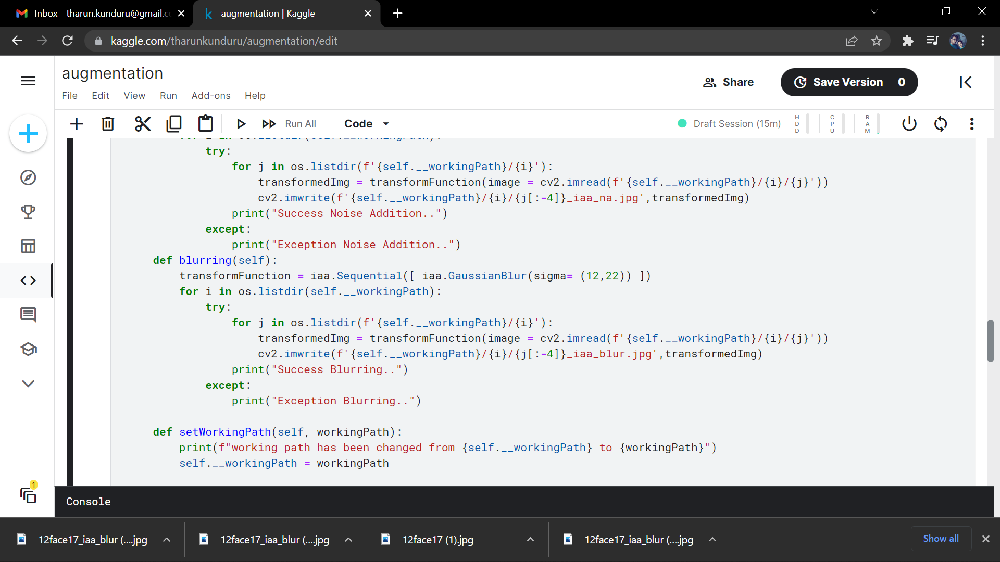 Inbox - tharun.kunduru@gmail.c
augmentation | Kaggle
kaggle.com/tharunkunduru/augmentation/edit
augmentation
File Edit View Run Add-ons Help
Share
Save Version 0
Run All
Code
Draft Session (15m)
HDD
CPU
RAM
for i in os.listdir(self.__workingPath):
try:
for j in os.listdir(f'{self.__workingPath}/{i}'):
transformedImg = transformFunction(image = cv2.imread(f'{self.__workingPath}/{i}/{j}'))
cv2.imwrite(f'{self.__workingPath}/{i}/{j[:-4]}_iaa_na.jpg',transformedImg)
print("Success Noise Addition..")
except:
print("Exception Noise Addition..")
def blurring(self):
transformFunction = iaa.Sequential([ iaa.GaussianBlur(sigma= (12,22)) ])
for i in os.listdir(self.__workingPath):
try:
for j in os.listdir(f'{self.__workingPath}/{i}'):
transformedImg = transformFunction(image = cv2.imread(f'{self.__workingPath}/{i}/{j}'))
cv2.imwrite(f'{self.__workingPath}/{i}/{j[:-4]}_iaa_blur.jpg',transformedImg)
print("Success Blurring..")
except:
print("Exception Blurring..")
def setWorkingPath(self, workingPath):
print(f"working path has been changed from {self.__workingPath} to {workingPath}")
self.__workingPath = workingPath
1
Console
12face17_iaa_blur (....jpg
12face17_iaa_blur (....jpg
12face17 (1).jpg
12face17_iaa_blur (....jpg
Show all